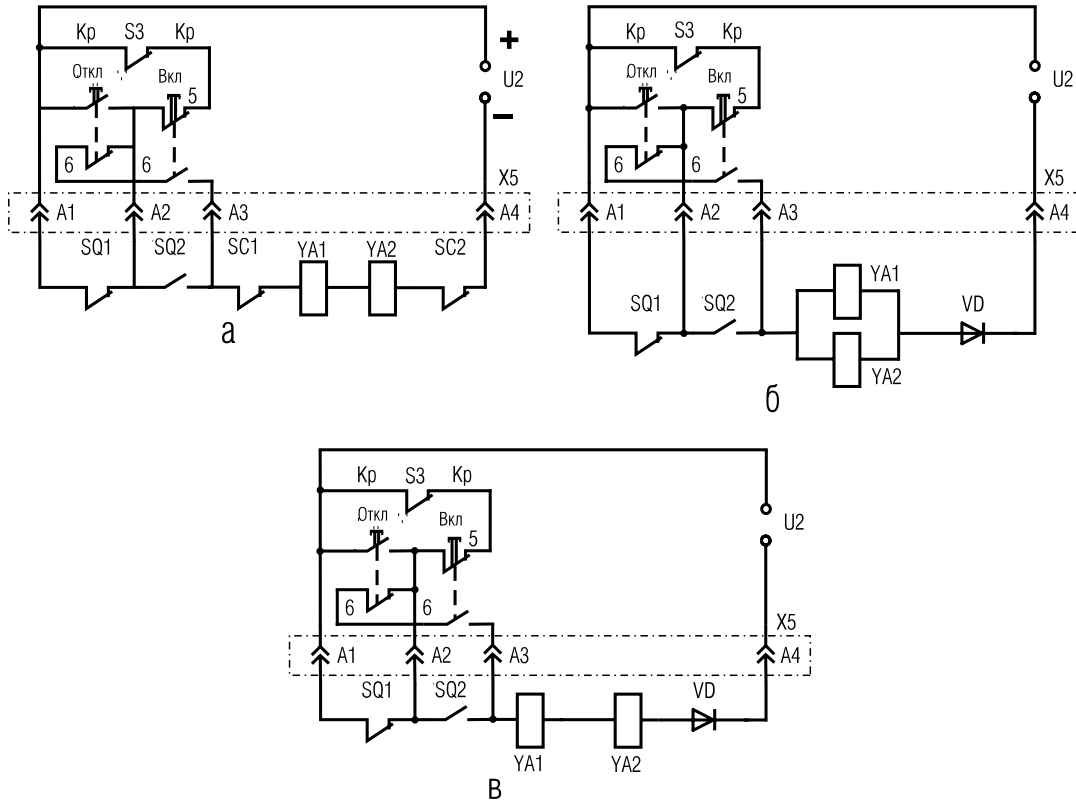 Кр S3 Кр
+
Откл Вкл
5
U2
–
6 6
X5
A1 A2 A3 A4
SQ1 SQ2 SC1 YA1 YA2 SC2
а
Кр S3 Кр
Откл Вкл
5
U2
6 6
X5
A1 A2 A3 A4
SQ1 SQ2 YA1 VD
YA2
б
Кр S3 Кр
Откл Вкл
5
U2
6 6
X5
A1 A2 A3 A4
SQ1 SQ2 VD
YA1 YA2
в